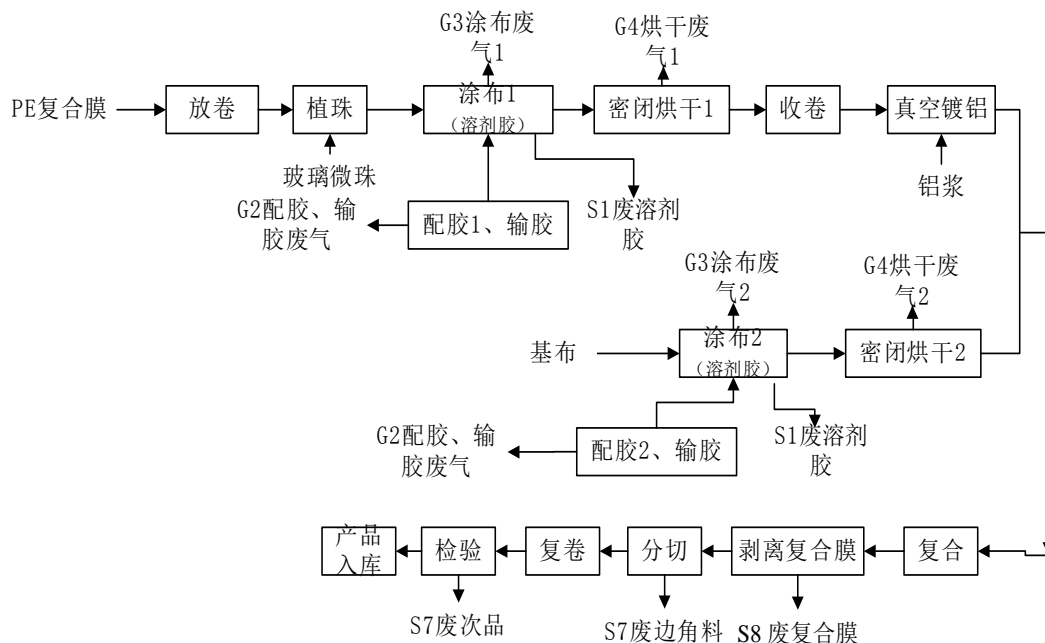 G3涂布废
气1
G4烘干废
气1
PE复合膜
放卷
植珠
涂布1
（溶剂胶）
密闭烘干1
收卷
真空镀铝
玻璃微珠
铝浆
G2配胶、输
胶废气
配胶1、输胶
S1废溶剂
胶
G3涂布废
气2
G4烘干废
气2
基布
涂布2
（溶剂胶）
密闭烘干2
G2配胶、输
胶废气
配胶2、输胶
S1废溶剂
胶
产品
入库
检验
复卷
分切
剥离复合膜
复合
S7废次品
S7废边角料
S8 废复合膜